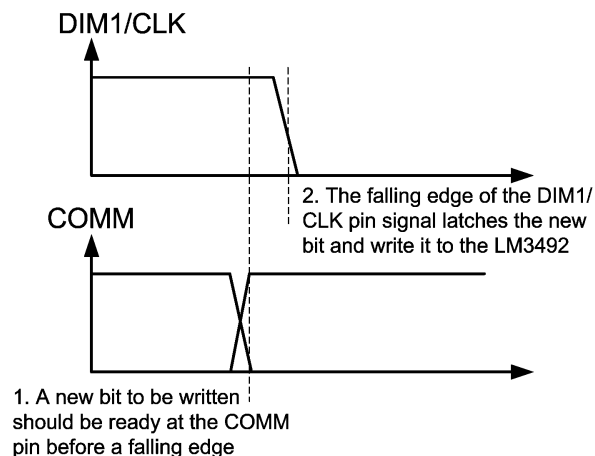 DIM1/CLK
2. The falling edge of the DIM1/
CLK pin signal latches the new
bit and write it to the LM3492
COMM
1. A new bit to be written
should be ready at the COMM
pin before a falling edge